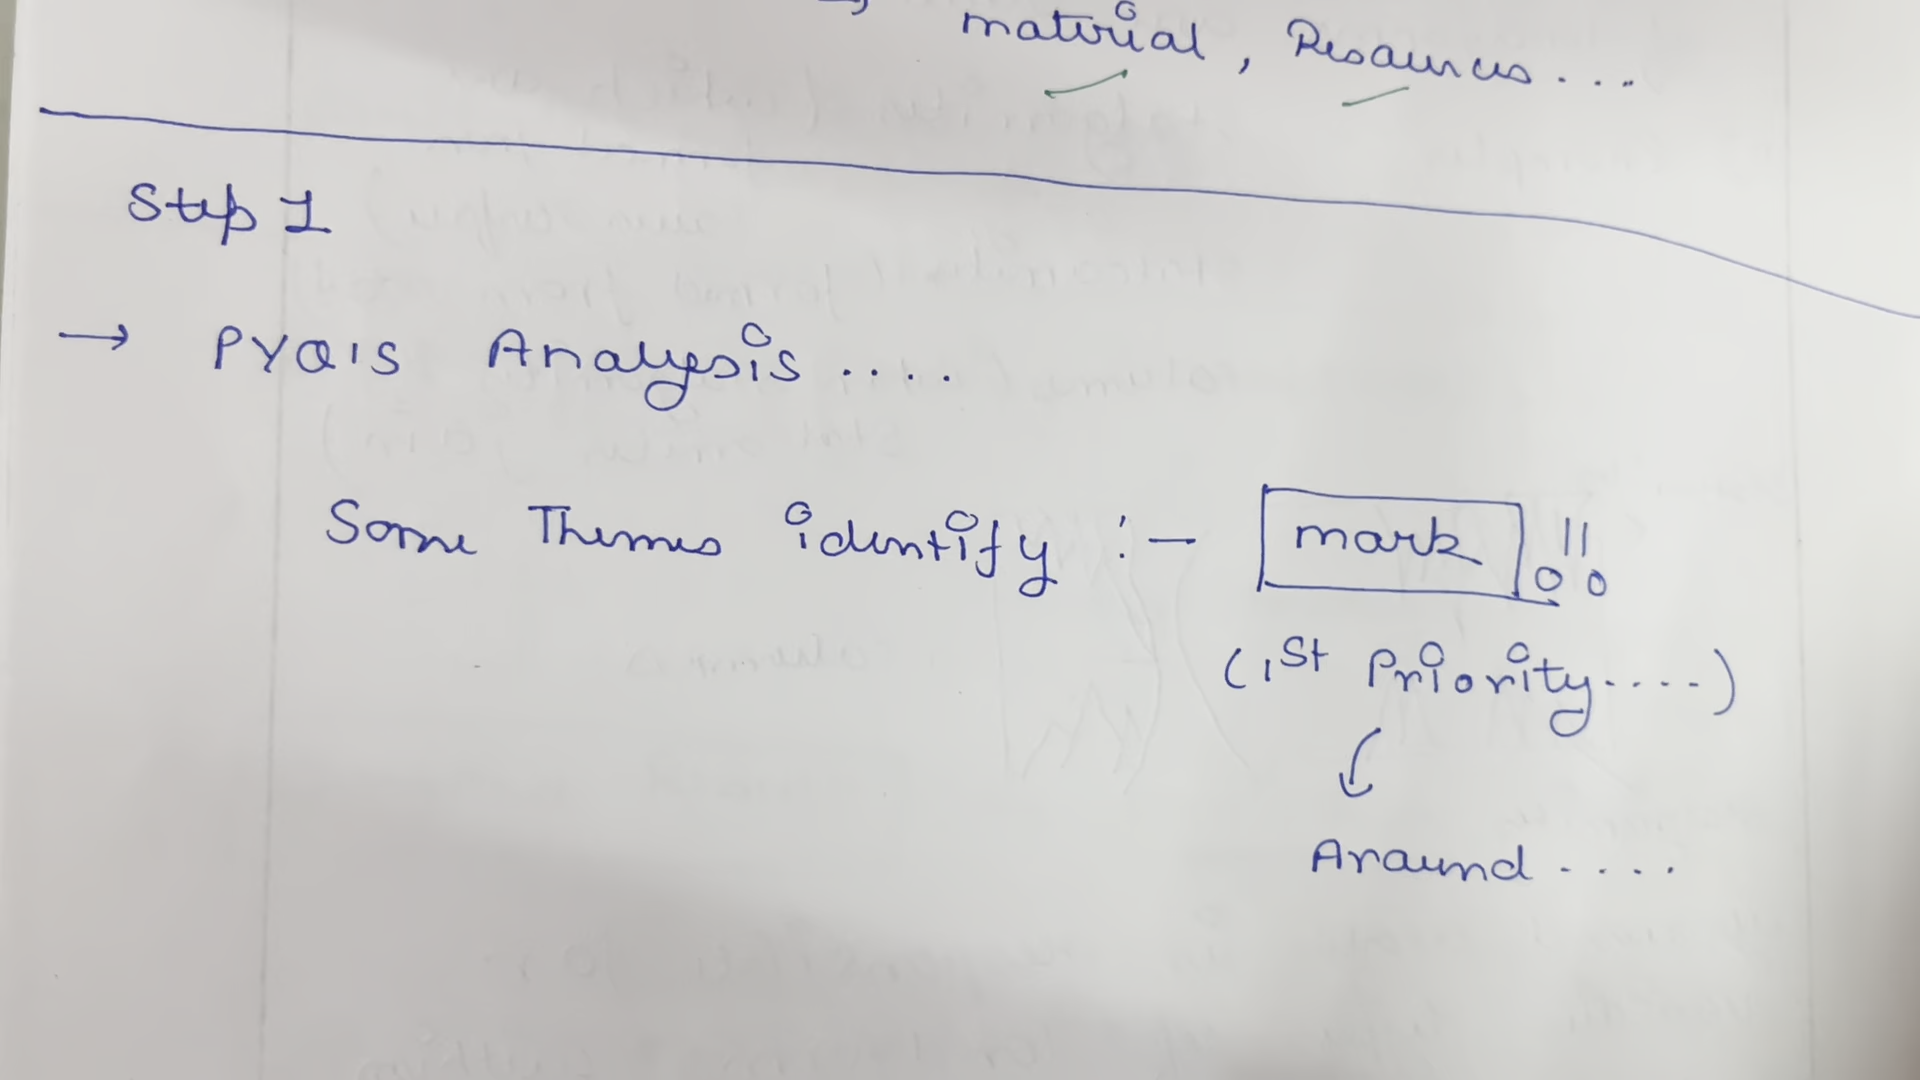 material, Resources...
Step 1
→ PYQ's Analysis....
Some Themes identify :- mark !!
(1st Priority....)
Around....